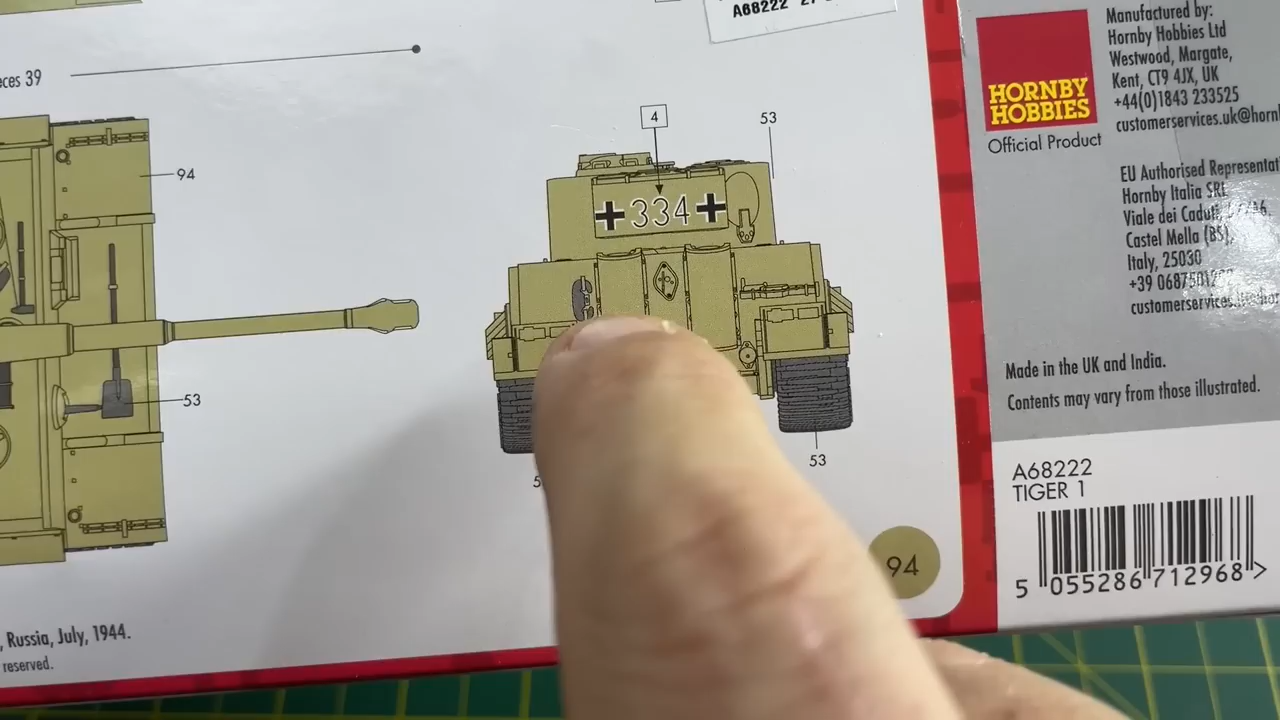 A68222
39
94
53
, Russia, July, 1944.
reserved.
4
53
334
53
94
HORNBY
HOBBIES
Official Product
Manufactured by:
Hornby Hobbies Ltd
Westwood, Margate,
Kent, CT9 4JX, UK
+44(0)1843 233525
EU Authorised
Hornby Italia SRL
Viale dei
Castel Mella (BS),
Italy, 25030
+39
Made in the UK and India.
Contents may vary from those illustrated.
A68222
TIGER 1
5 055286 712968 >